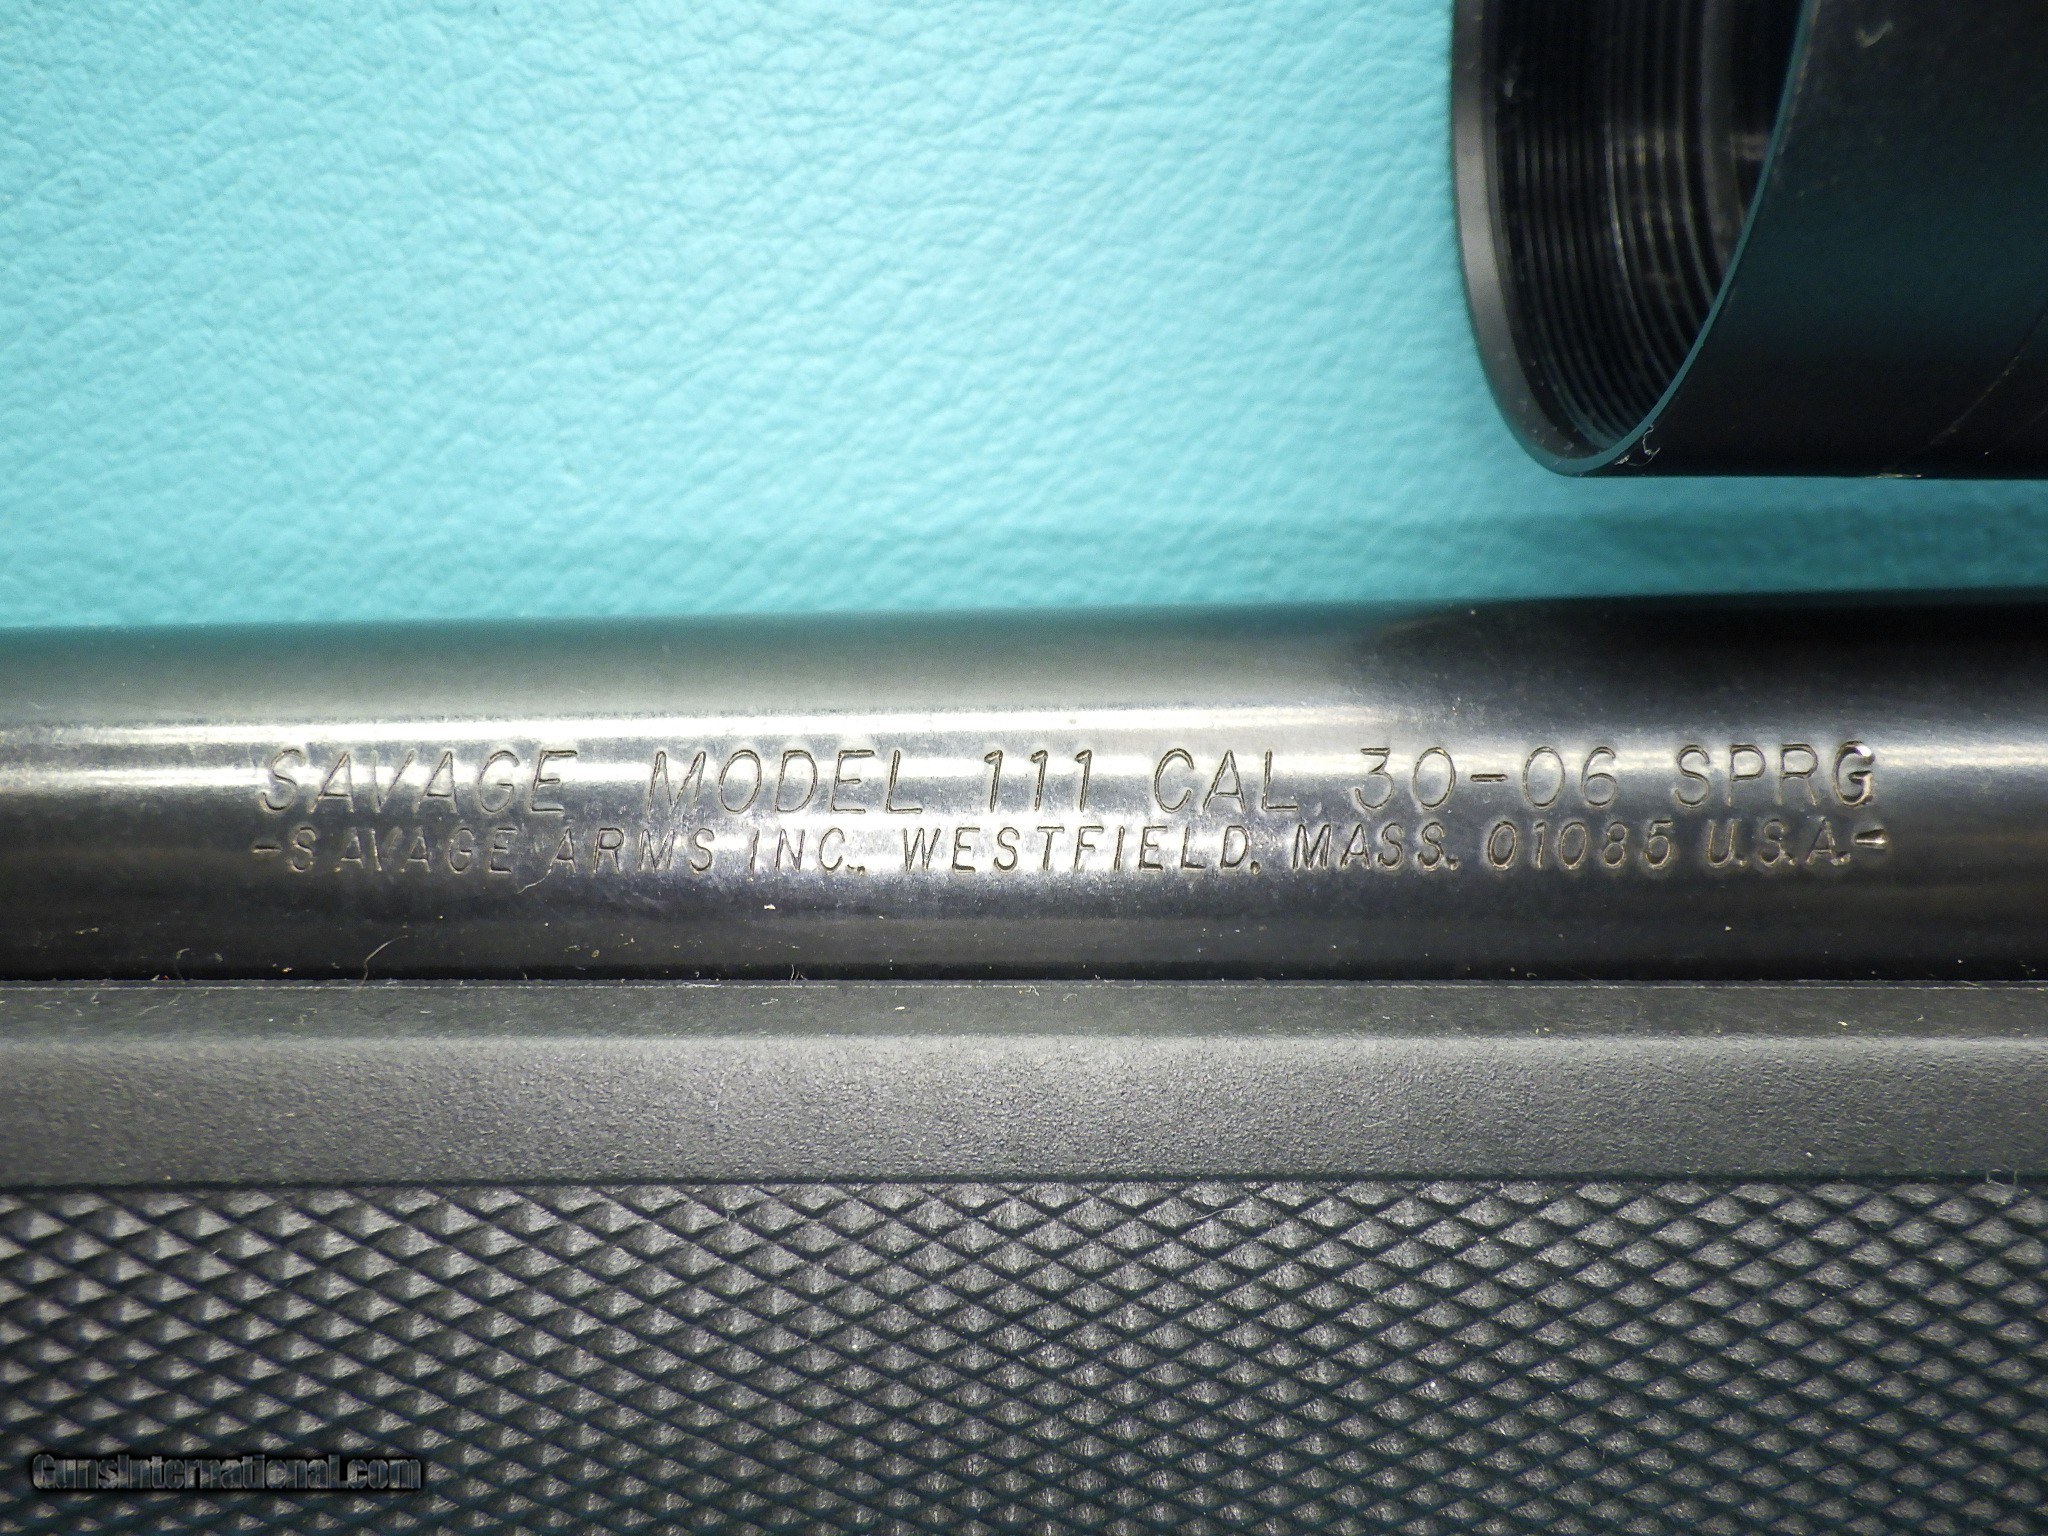 SAVAGE MODEL 111 CAL 30-06 SPRG
-SAVAGE ARMS INC., WESTFIELD, MASS. 01085 U.S.A.-
GunsInternational.com